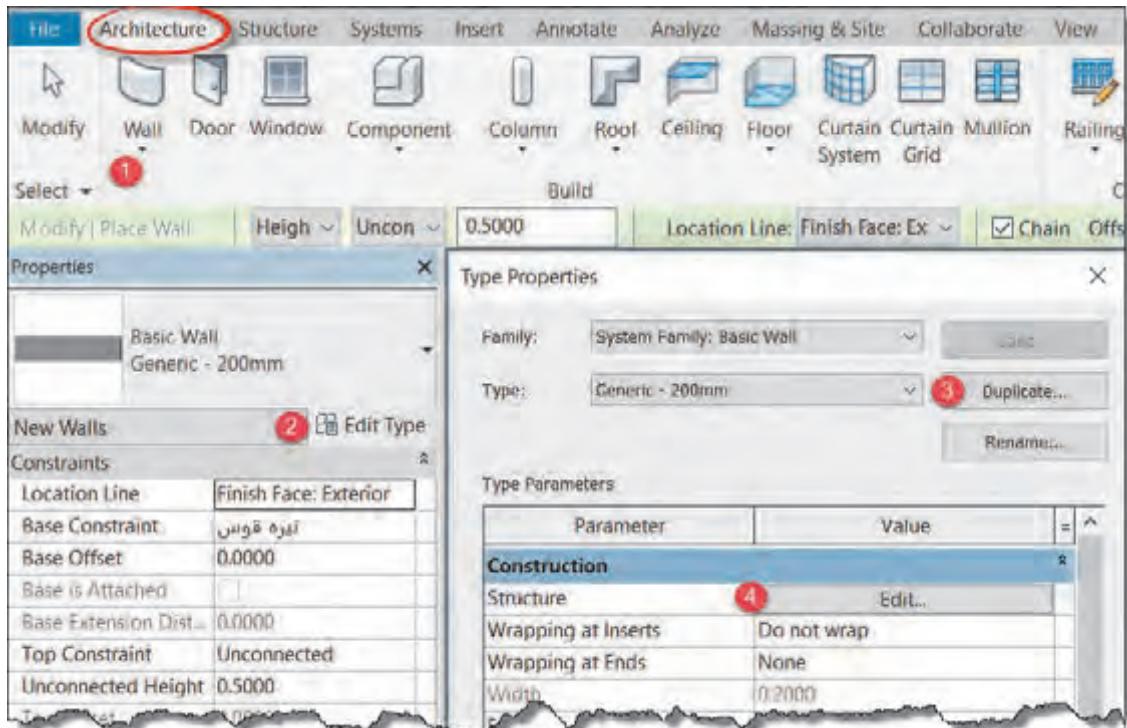 File Architecture Structure Systems Insert Annotate Analyze Massing & Site Collaborate View
Modify Wall Door Window Component Column Roof Ceiling Floor Curtain System Curtain Grid Mullion Railing
1
Select Build
Modify | Place Wall Heigh Uncon 0.5000 Location Line: Finish Face: Ex Chain Offs
Properties
Basic Wall
Generic - 200mm
New Walls 2 Edit Type
Constraints
Location Line Finish Face: Exterior
Base Constraint تیره قوس
Base Offset 0.0000
Base is Attached
Base Extension Dist... 0.0000
Top Constraint Unconnected
Unconnected Height 0.5000
Type Properties
Family: System Family: Basic Wall
Type: Generic - 200mm 3 Duplicate...
Rename...
Type Parameters
Parameter Value =
Construction
Structure 4 Edit...
Wrapping at Inserts Do not wrap
Wrapping at Ends None
Width 0.2000